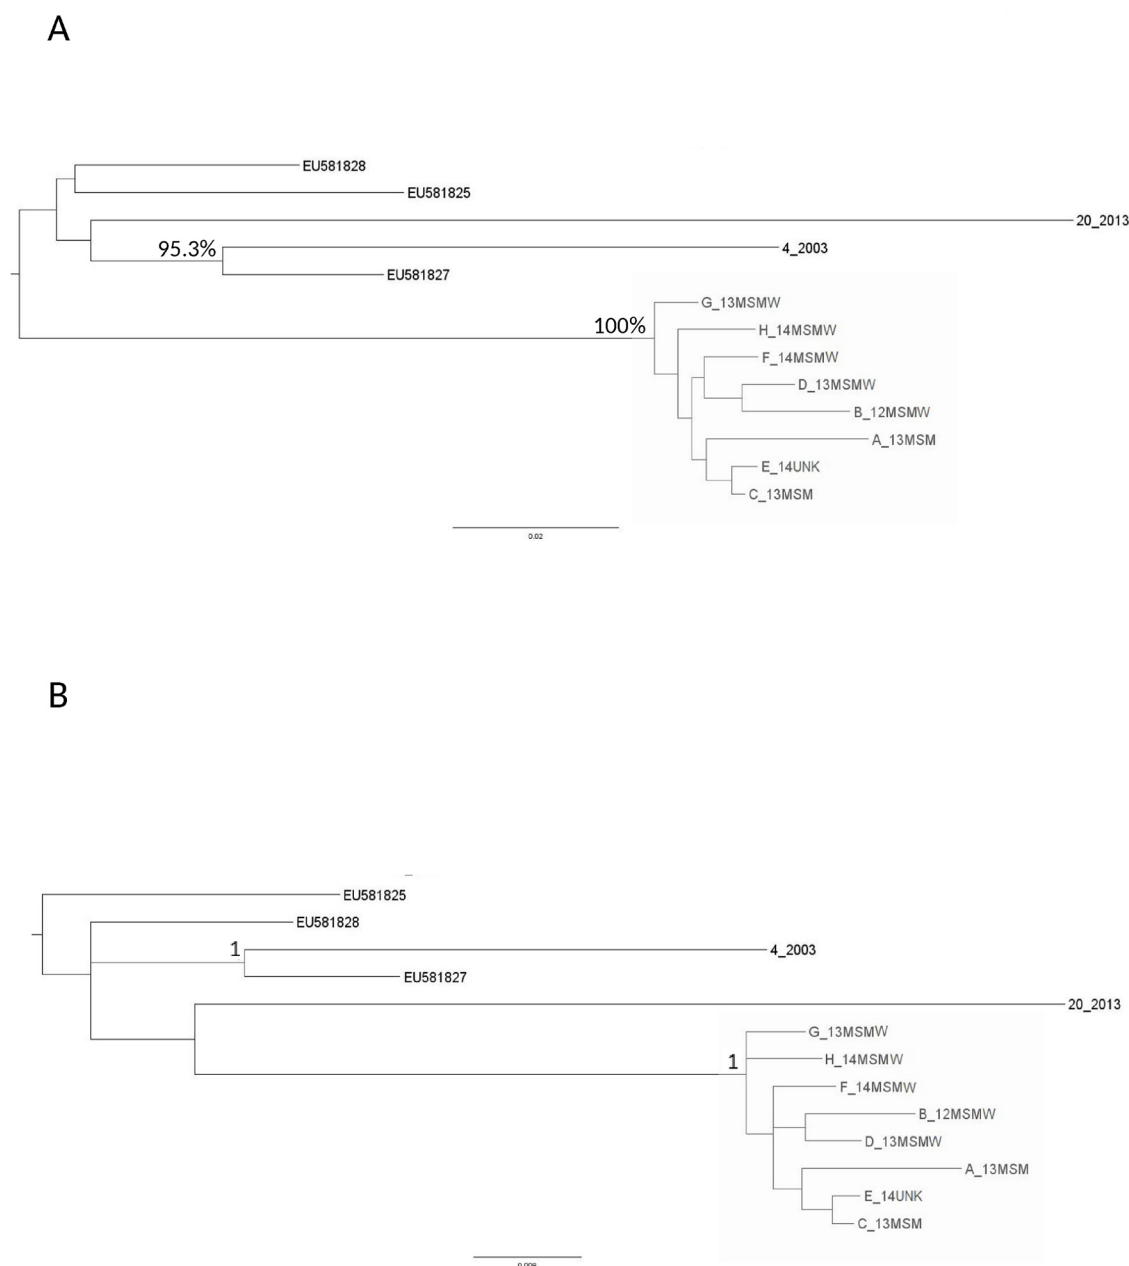 A
EU581828
EU581825
20_2013
95.3%
4_2003
EU581827
G_13MSMW
100%
H_14MSMW
F_14MSMW
D_13MSMW
B_12MSMW
A_13MSM
E_14UNK
C_13MSM
0.02
B
EU581825
EU581828
1
4_2003
EU581827
20_2013
G_13MSMW
1
H_14MSMW
F_14MSMW
B_12MSMW
D_13MSMW
A_13MSM
E_14UNK
C_13MSM